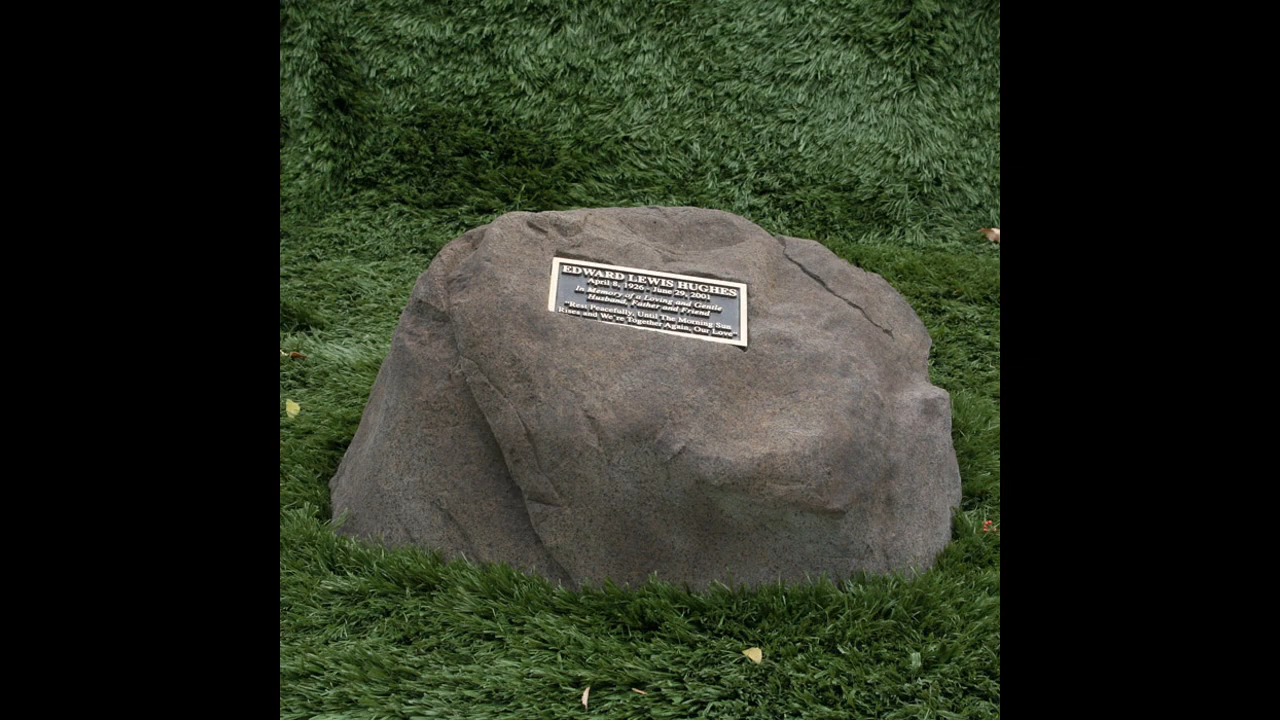 EDWARD LEWIS HUGHES
April 8, 1926 - June 29, 2001
In Memory of a Loving and Gentle
Husband, Father and Friend
"Rest Peacefully, Until The Morning Sun
Rises and We're Together Again, Our Love"